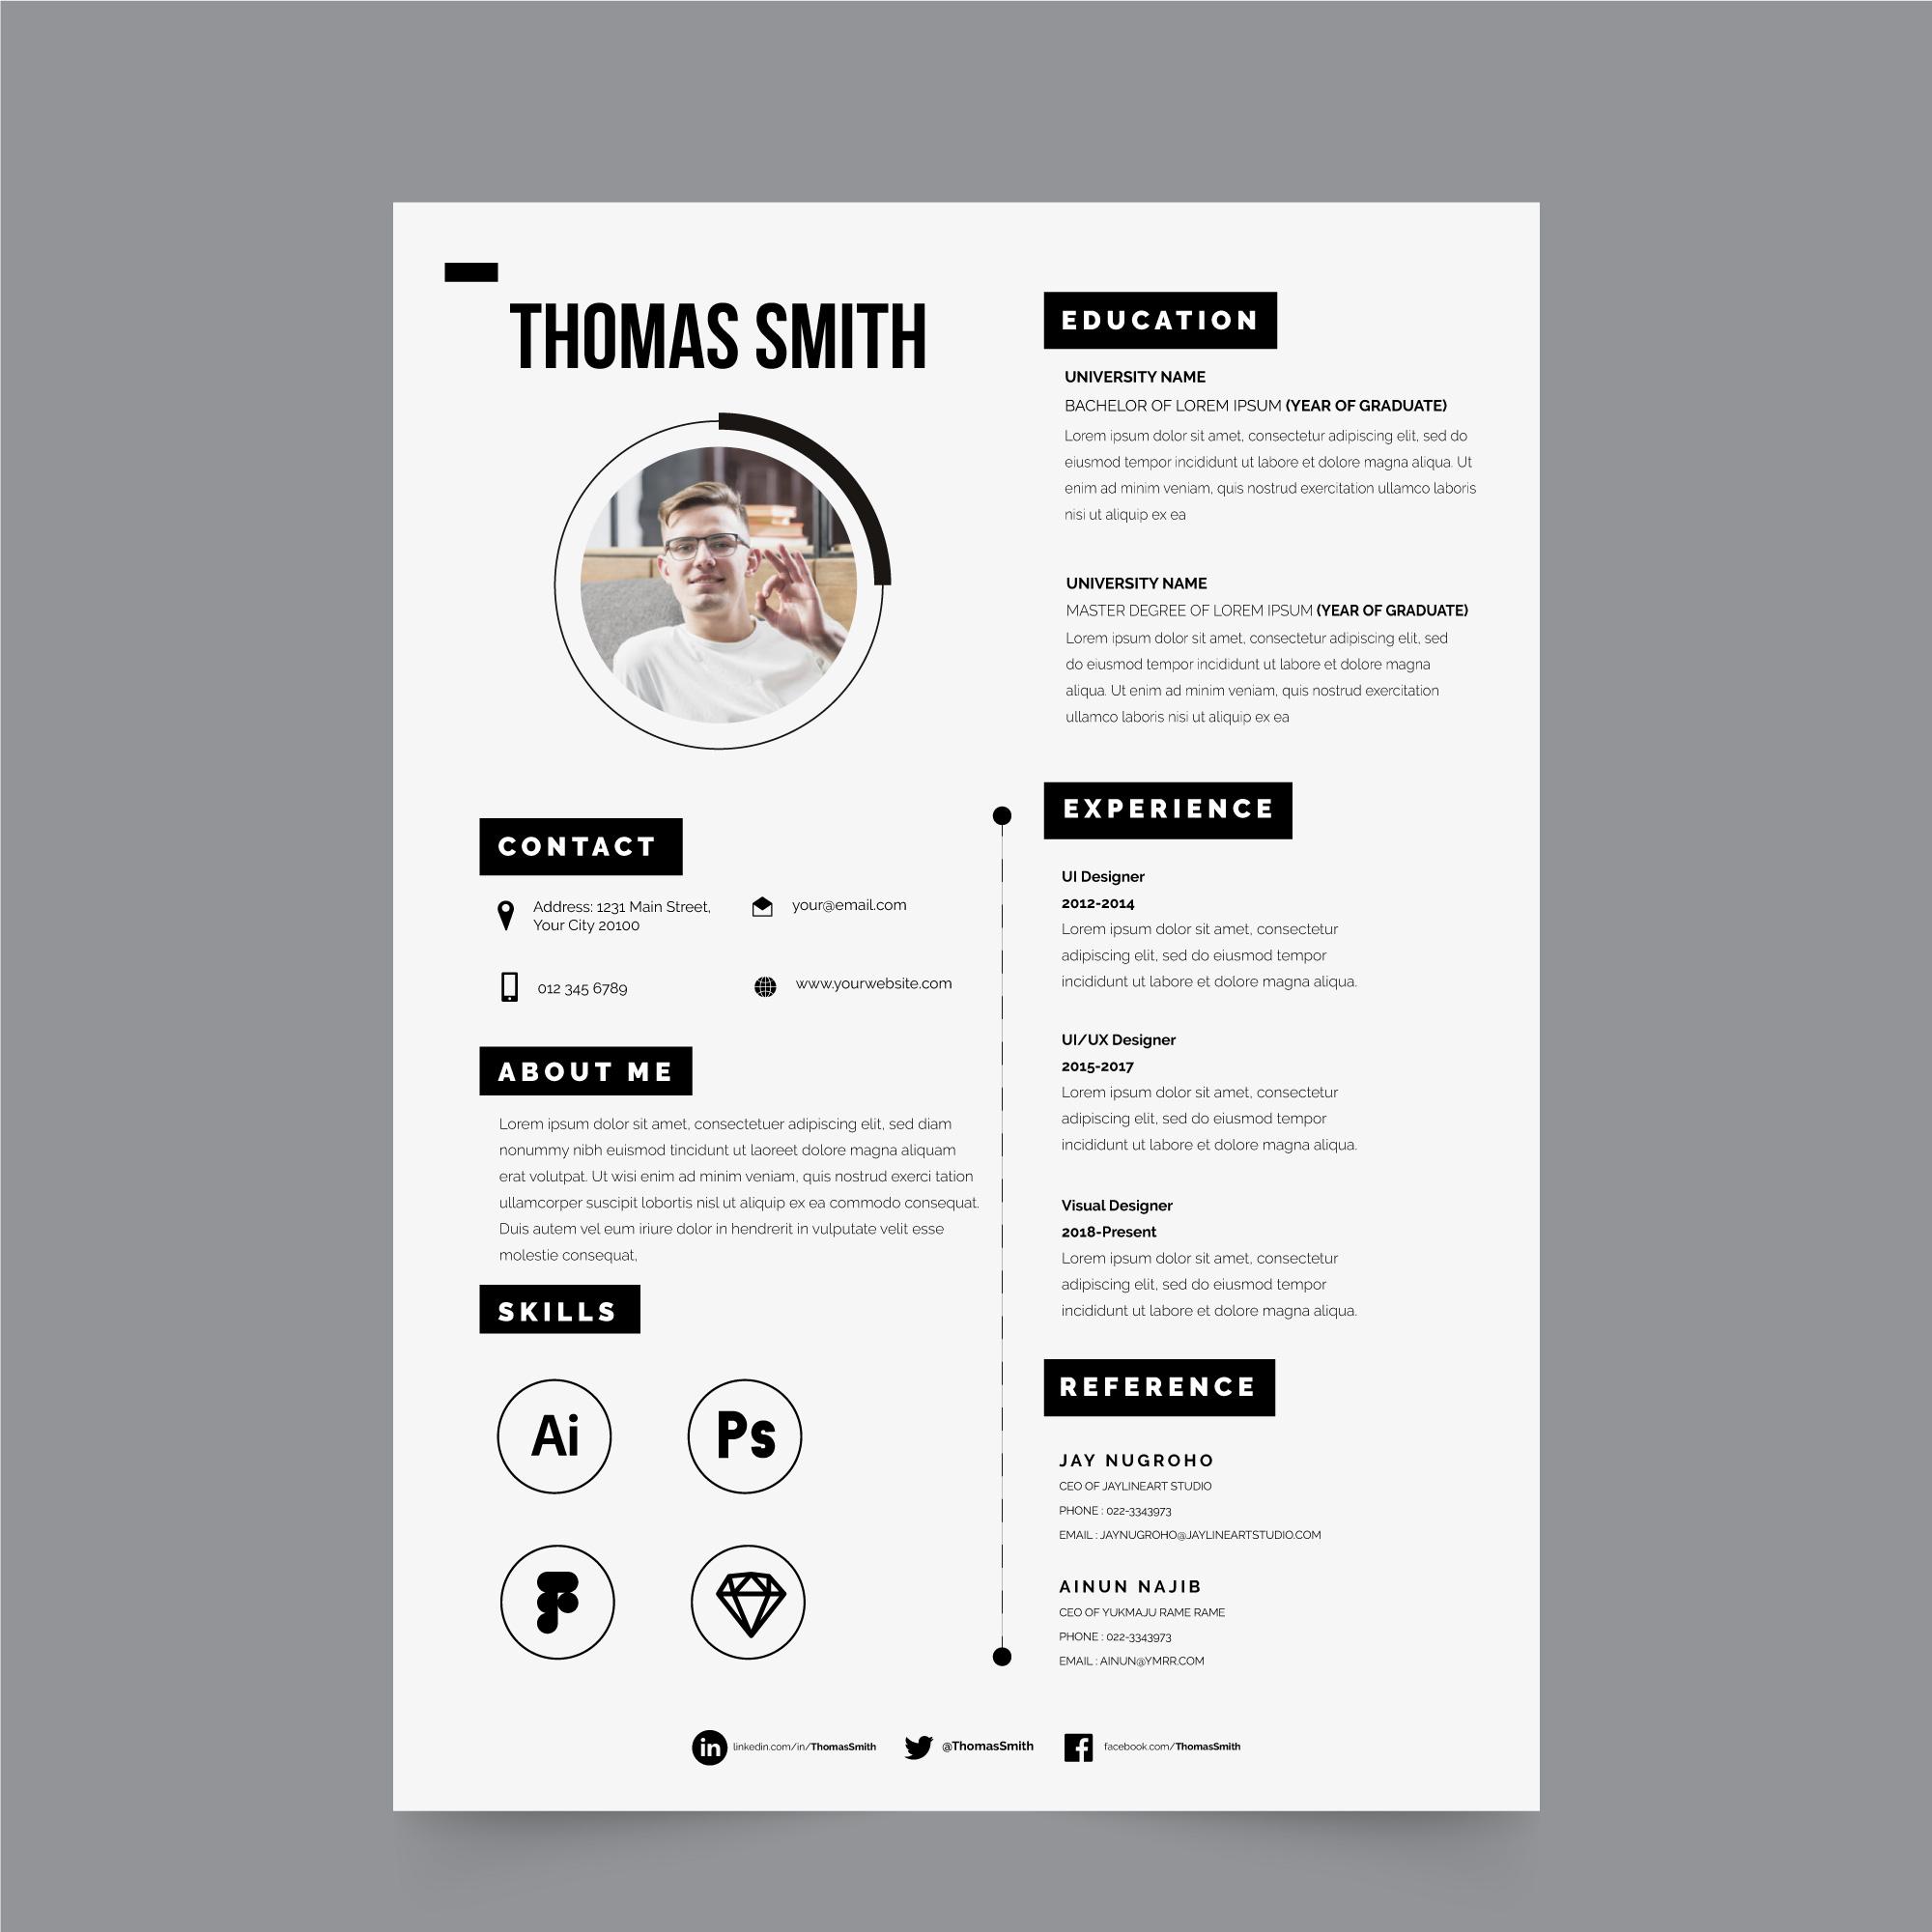 THOMAS SMITH
CONTACT
Address: 1231 Main Street,
Your City 20100
your@email.com
012 345 6789
www.yourwebsite.com
ABOUT ME
Lorem ipsum dolor sit amet, consectetuer adipiscing elit, sed diam
nonummy nibh euismod tincidunt ut laoreet dolore magna aliquam
erat volutpat. Ut wisi enim ad minim veniam, quis nostrud exerci tation
ullamcorper suscipit lobortis nisl ut aliquip ex ea commodo consequat.
Duis autem vel eum iriure dolor in hendrerit in vulputate velit esse
molestie consequat,
SKILLS
Ai
Ps
EDUCATION
UNIVERSITY NAME
BACHELOR OF LOREM IPSUM (YEAR OF GRADUATE)
Lorem ipsum dolor sit amet, consectetur adipiscing elit, sed do
eiusmod tempor incididunt ut labore et dolore magna aliqua. Ut
enim ad minim veniam, quis nostrud exercitation ullamco laboris
nisi ut aliquip ex ea
UNIVERSITY NAME
MASTER DEGREE OF LOREM IPSUM (YEAR OF GRADUATE)
Lorem ipsum dolor sit amet, consectetur adipiscing elit, sed
do eiusmod tempor incididunt ut labore et dolore magna
aliqua. Ut enim ad minim veniam, quis nostrud exercitation
ullamco laboris nisi ut aliquip ex ea
EXPERIENCE
UI Designer
2012-2014
Lorem ipsum dolor sit amet, consectetur
adipiscing elit, sed do eiusmod tempor
incididunt ut labore et dolore magna aliqua.
UI/UX Designer
2015-2017
Lorem ipsum dolor sit amet, consectetur
adipiscing elit, sed do eiusmod tempor
incididunt ut labore et dolore magna aliqua.
Visual Designer
2018-Present
Lorem ipsum dolor sit amet, consectetur
adipiscing elit, sed do eiusmod tempor
incididunt ut labore et dolore magna aliqua.
REFERENCE
JAY NUGROHO
CEO OF JAYLINEART STUDIO
PHONE : 022-3343973
EMAIL : JAYNUGROHO@JAYLINEARTSTUDIO.COM
AINUN NAJIB
CEO OF YUKMAJU RAME RAME
PHONE : 022-3343973
EMAIL : AINUN@YMRR.COM
in linkedin.com/in/ThomasSmith
@ThomasSmith
f facebook.com/ThomasSmith